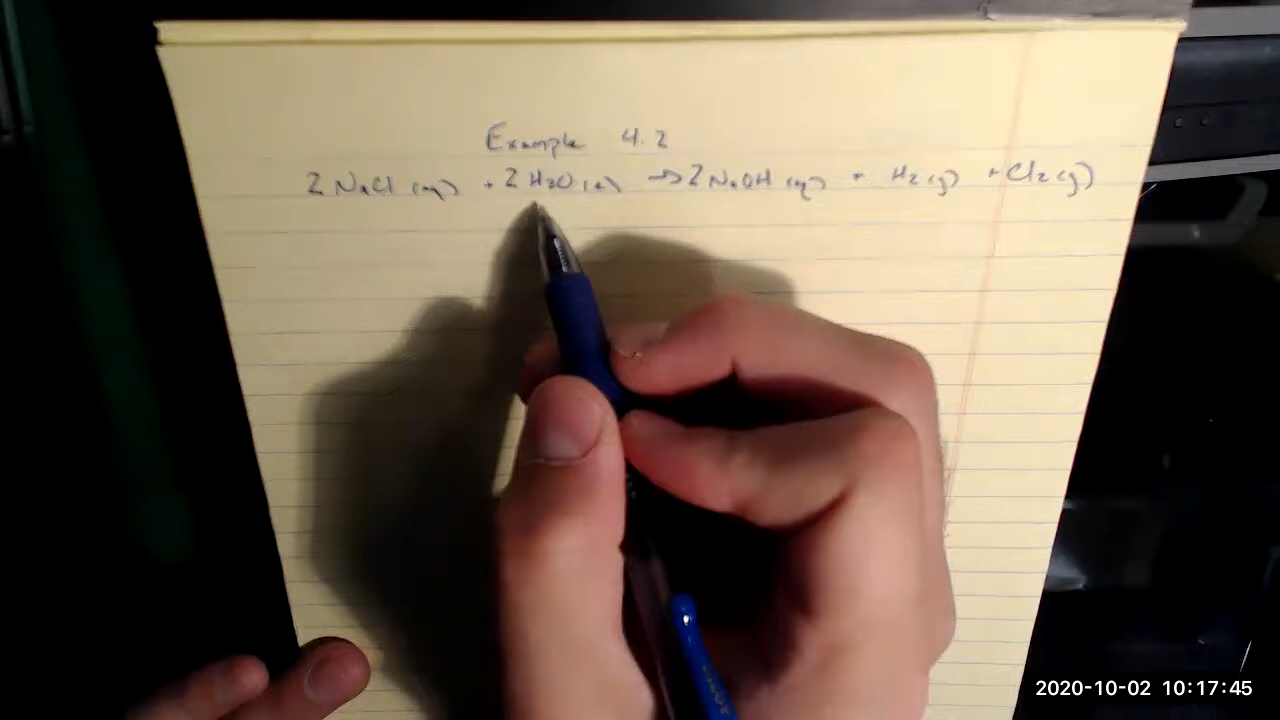 Example 4.2
2 NaCl (aq) + 2 H2O (l) → 2 NaOH (aq) + H2 (g) + Cl2 (g)
2020-10-02 10:17:45